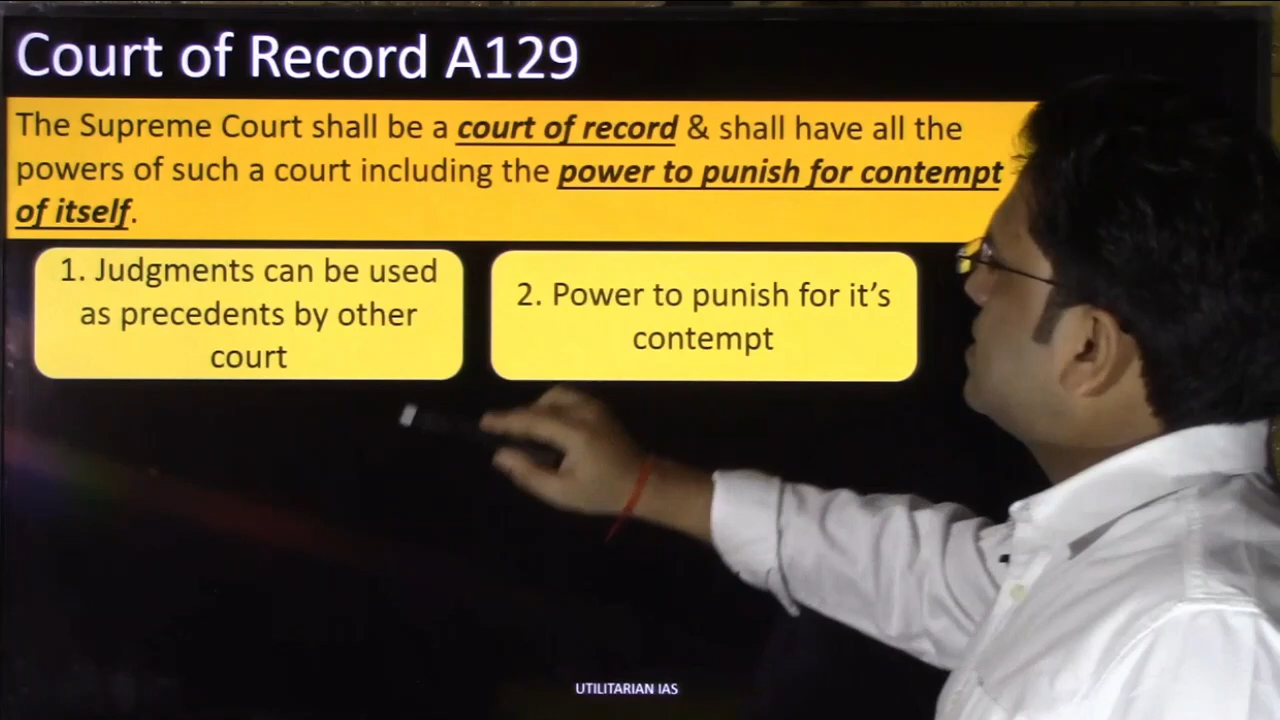 Court of Record A129
The Supreme Court shall be a court of record & shall have all the
powers of such a court including the power to punish for contempt
of itself.
1. Judgments can be used
as precedents by other
court
2. Power to punish for it’s
contempt
UTILITARIAN IAS